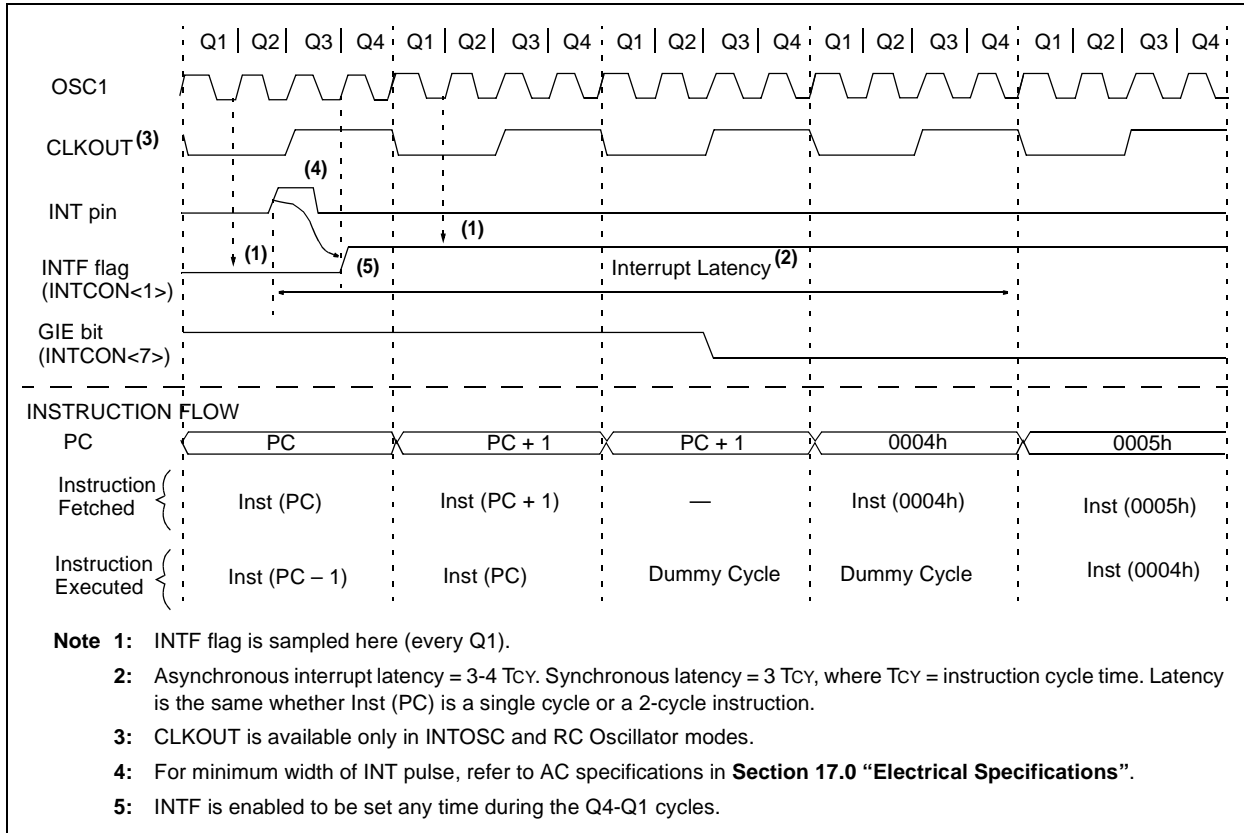 Q1 Q2 Q3 Q4 Q1 Q2 Q3 Q4 Q1 Q2 Q3 Q4 Q1 Q2 Q3 Q4 Q1 Q2 Q3 Q4
OSC1
CLKOUT (3)
(4)
INT pin
(1)
(1)
INTF flag
(INTCON<1>)
(5)
Interrupt Latency (2)
GIE bit
(INTCON<7>)
INSTRUCTION FLOW
PC PC PC + 1 PC + 1 0004h 0005h
Instruction
Fetched
Inst (PC) Inst (PC + 1) — Inst (0004h) Inst (0005h)
Instruction
Executed
Inst (PC – 1) Inst (PC) Dummy Cycle Dummy Cycle Inst (0004h)
Note 1: INTF flag is sampled here (every Q1).
2: Asynchronous interrupt latency = 3-4 TCY. Synchronous latency = 3 TCY, where TCY = instruction cycle time. Latency
is the same whether Inst (PC) is a single cycle or a 2-cycle instruction.
3: CLKOUT is available only in INTOSC and RC Oscillator modes.
4: For minimum width of INT pulse, refer to AC specifications in Section 17.0 “Electrical Specifications”.
5: INTF is enabled to be set any time during the Q4-Q1 cycles.